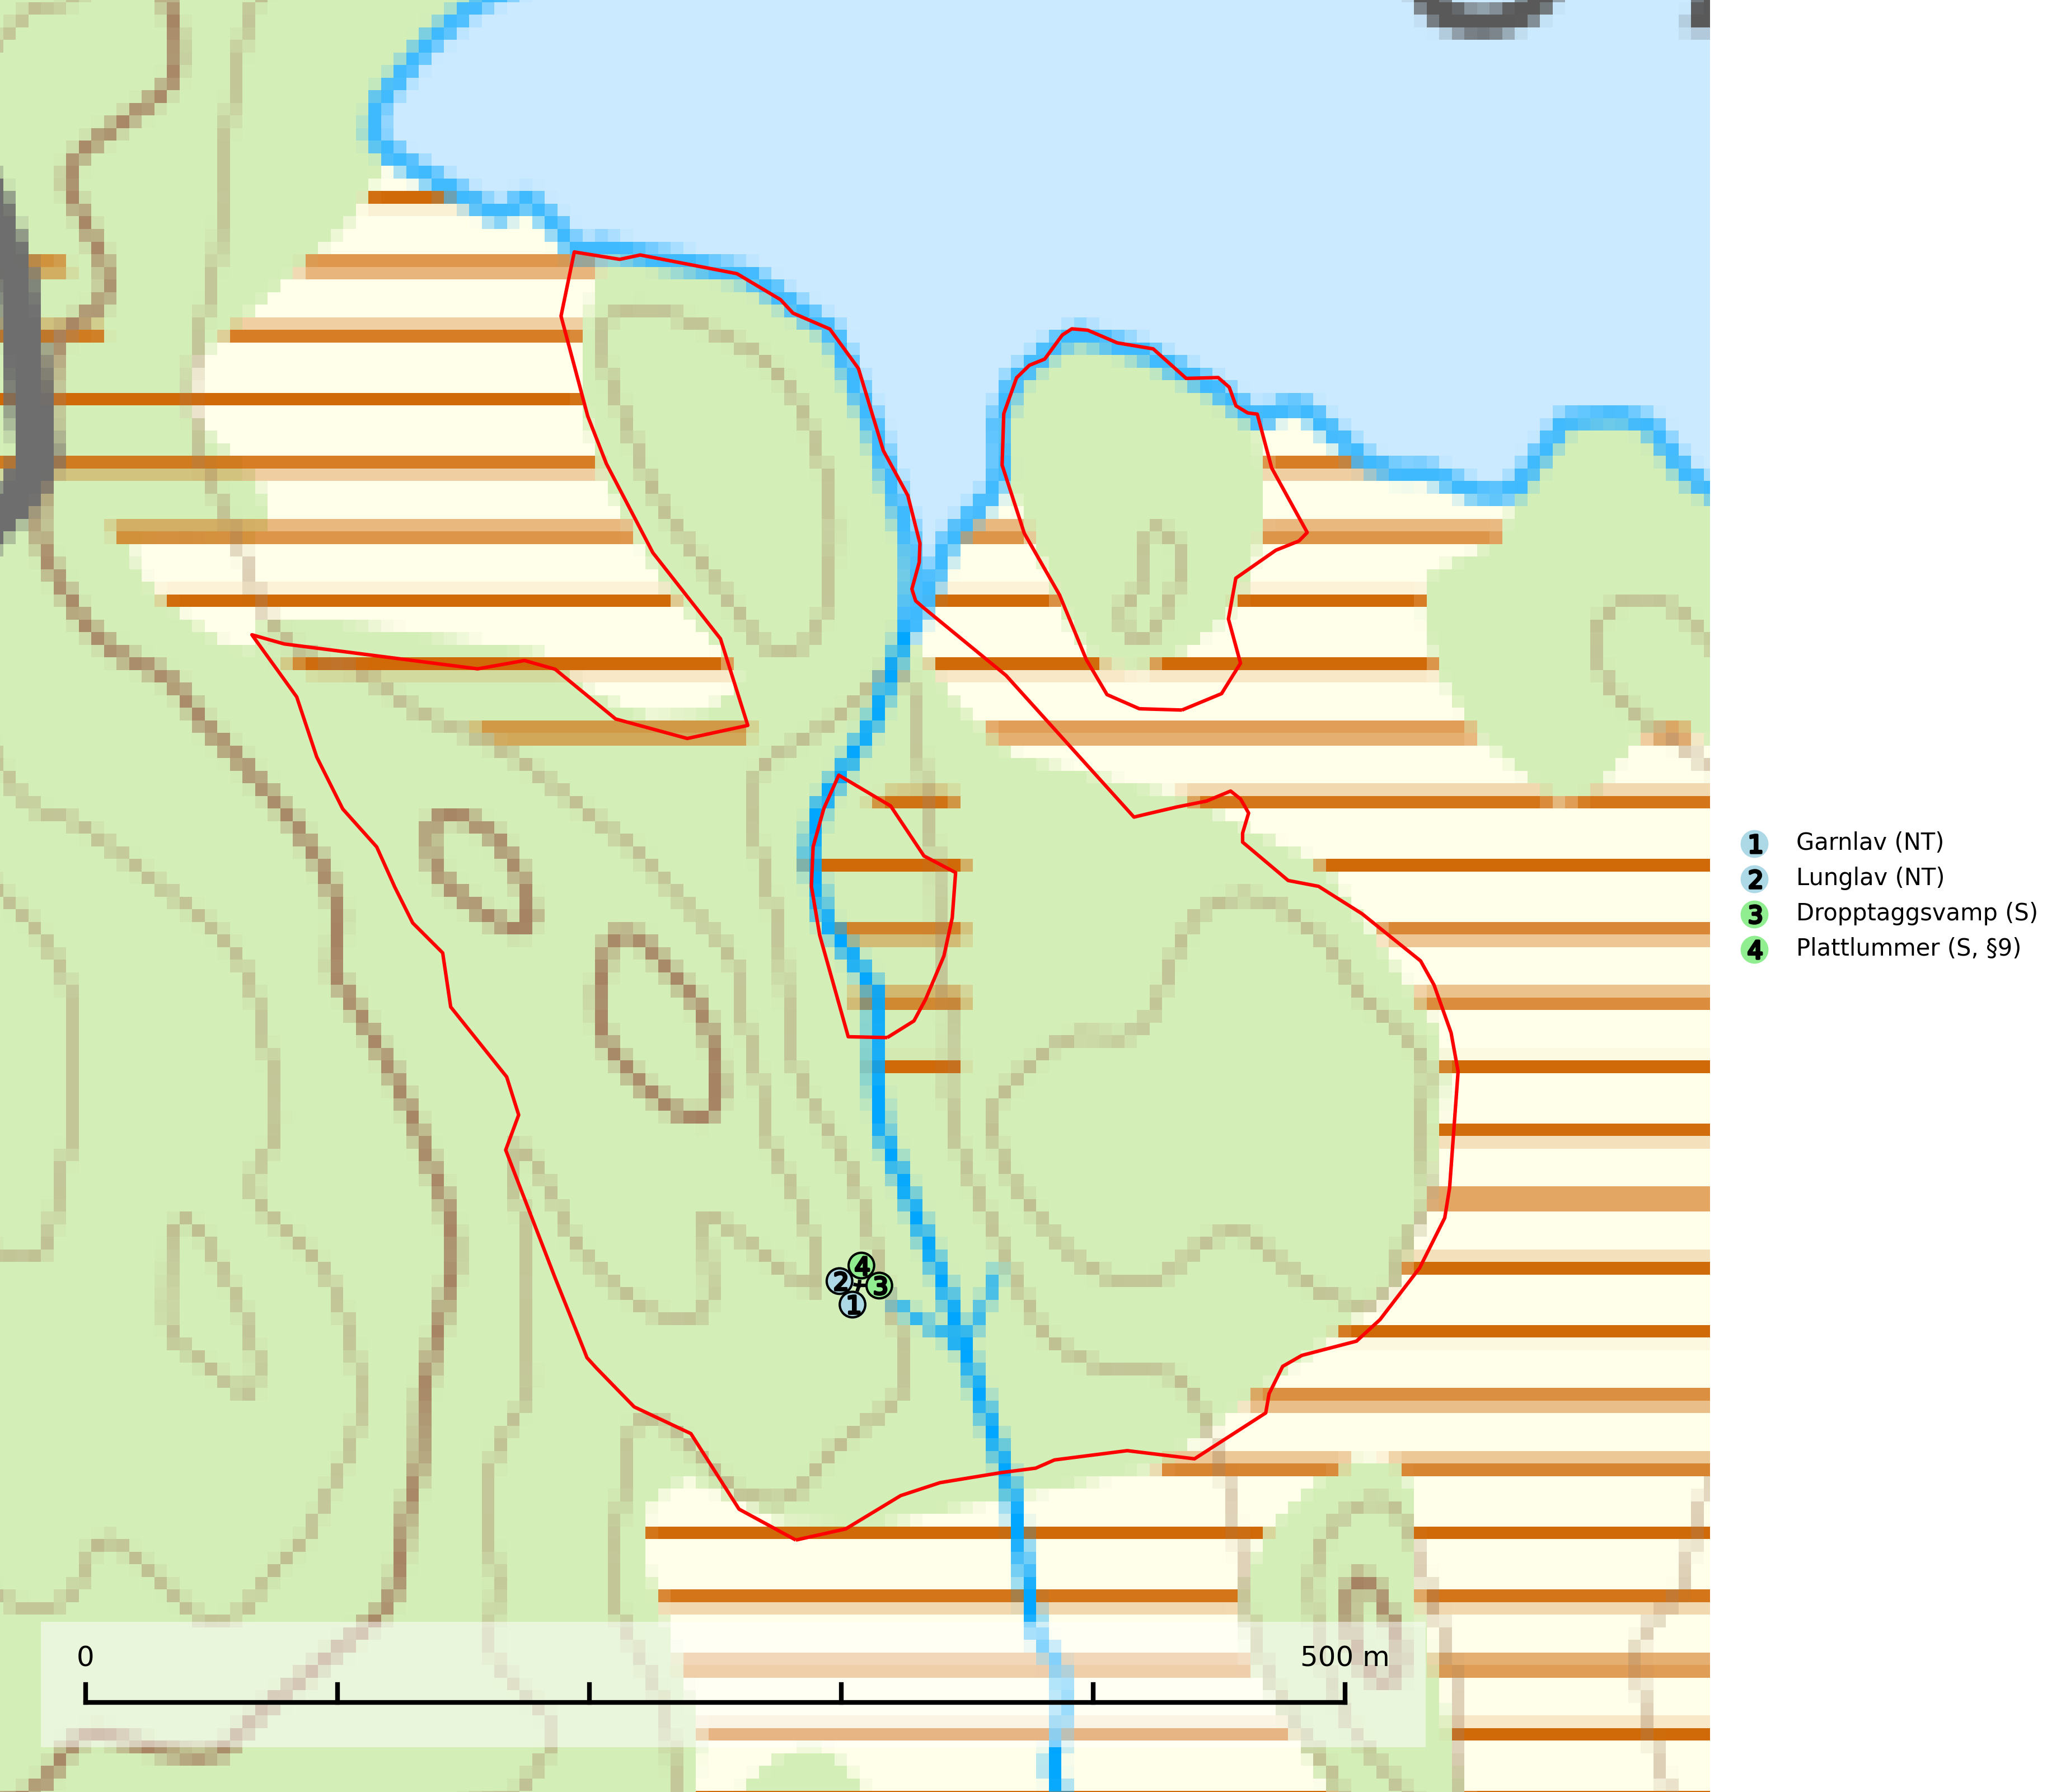 1 Garnlav (NT)
2 Lunglav (NT)
3 Dropptaggsvamp (S)
4 Plattlummer (S, §9)
4
2 3
1
0 500 m